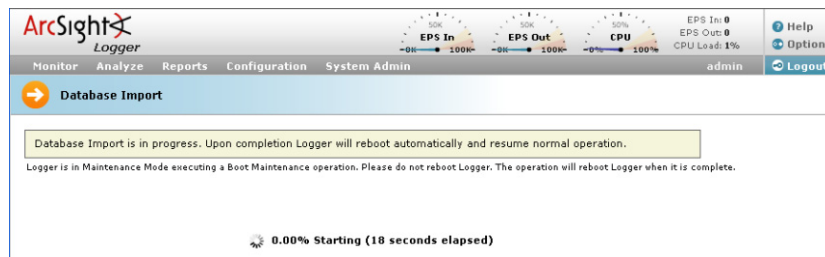 ArcSight
Logger
50K
EPS In
-0K 100K-
50K
EPS Out
-0K 100K-
50%
CPU
-0% 100%
EPS In: 0
EPS Out: 0
CPU Load: 1%
Help
Option
Monitor Analyze Reports Configuration System Admin admin Logout
Database Import
Database Import is in progress. Upon completion Logger will reboot automatically and resume normal operation.
Logger is in Maintenance Mode executing a Boot Maintenance operation. Please do not reboot Logger. The operation will reboot Logger when it is complete.
0.00% Starting (18 seconds elapsed)